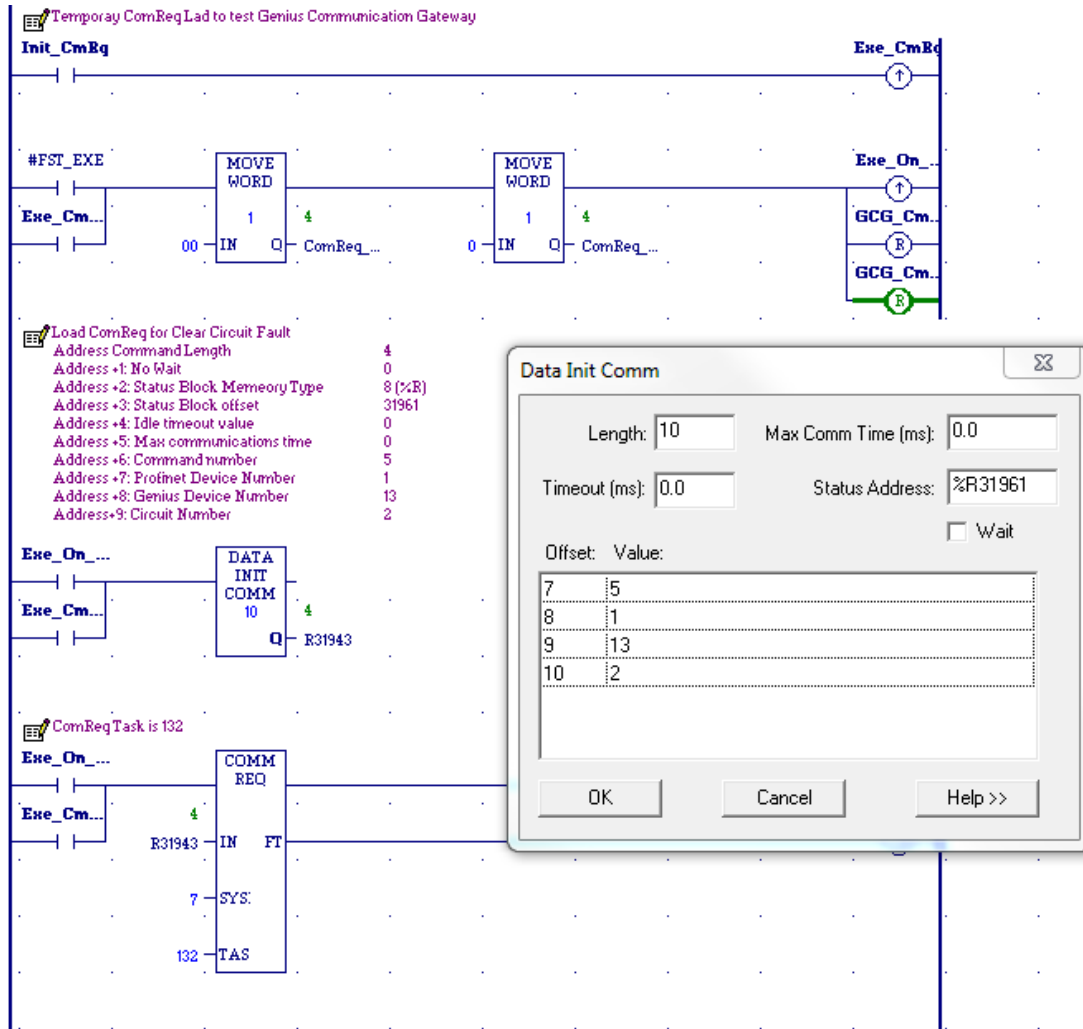 Temporay ComReq Lad to test Genius Communication Gateway
Init_CmRq Exe_CmRq
#FST_EXE MOVE WORD MOVE WORD Exe_On_...
Exe_Cm... 1 4 1 4 GCG_Cm...
00 IN Q ComReq_... 0 IN Q ComReq_... R
GCG_Cm...
R
Load ComReq for Clear Circuit Fault
Address Command Length 4
Address +1: No Wait 0
Address +2: Status Block Memeory Type 8 (%R)
Address +3: Status Block offset 31961
Address +4: Idle timeout value 0
Address +5: Max communications time 0
Address +6: Command number 5
Address +7: Profinet Device Number 1
Address +8: Genius Device Number 13
Address+9: Circuit Number 2
Exe_On_... DATA INIT COMM
Exe_Cm... 10 4
Q R31943
ComReq Task is 132
Exe_On_... COMM REQ
Exe_Cm... 4
R31943 IN FT
7 SYS:
132 TAS
Data Init Comm
Length: 10 Max Comm Time (ms): 0.0
Timeout (ms): 0.0 Status Address: %R31961
Wait
Offset: Value:
7 5
8 1
9 13
10 2
OK Cancel Help >>